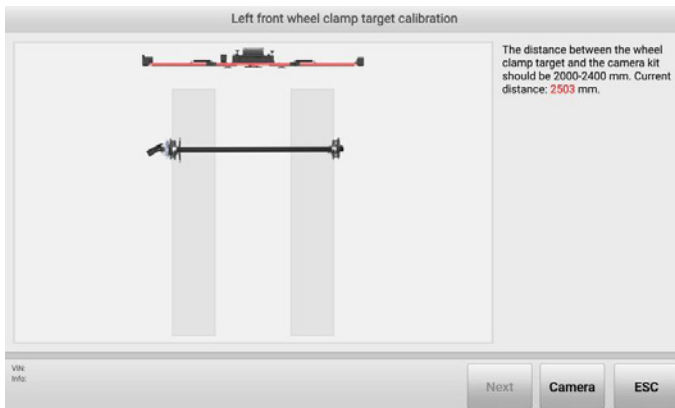 Left front wheel clamp target calibration
The distance between the wheel
clamp target and the camera kit
should be 2000-2400 mm. Current
distance: 2503 mm.
VIN:
Info:
Next
Camera
ESC